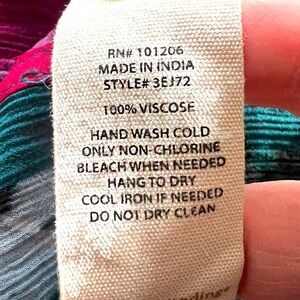 RN# 101206
MADE IN INDIA
STYLE# 3EJ72
100% VISCOSE
HAND WASH COLD
ONLY NON-CHLORINE
BLEACH WHEN NEEDED
HANG TO DRY
COOL IRON IF NEEDED
DO NOT DRY CLEAN